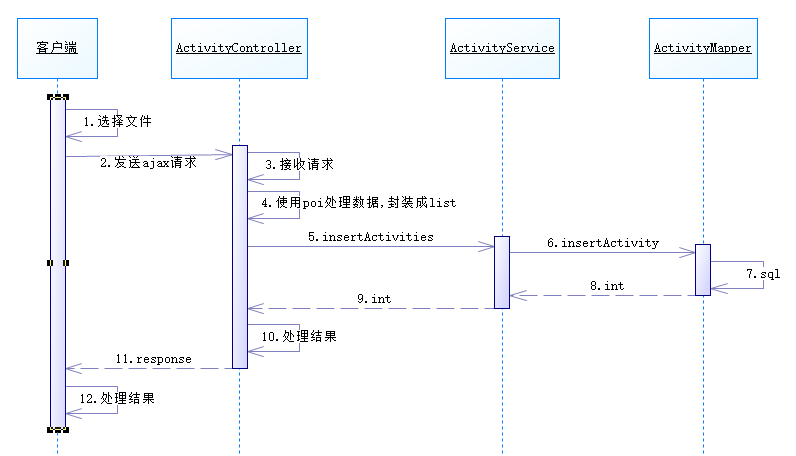 客户端
ActivityController
ActivityService
ActivityMapper
1.选择文件
2.发送ajax请求
3.接收请求
4.使用poi处理数据,封装成list
5.insertActivities
6.insertActivity
7.sql
8.int
9.int
10.处理结果
11.response
12.处理结果